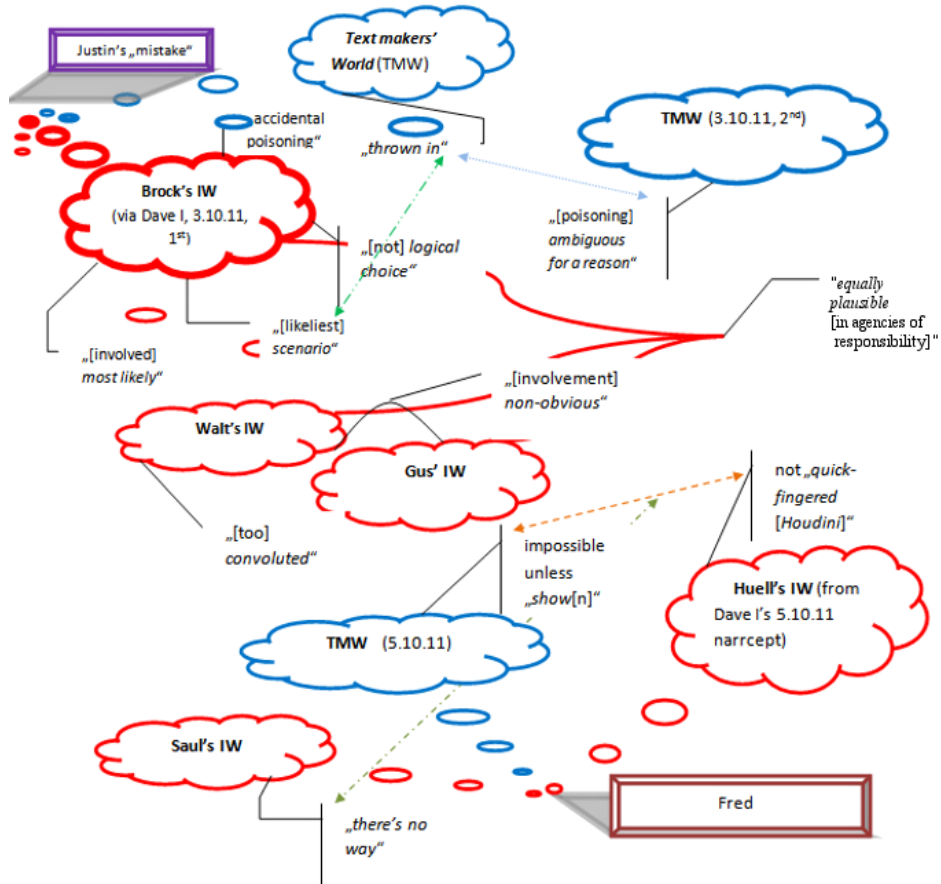 Justin's „mistake“
Text makers'
World (TMW)
accidental
poisoning“
„thrown in“
TMW (3.10.11, 2nd)
Brock's IW
(via Dave I, 3.10.11,
1st)
„[poisoning]
ambiguous
for a reason“
„[not] logical
choice“
"equally
plausible
[in agencies of
responsibility]"
„[likeliest]
scenario“
„[involved]
most likely“
„[involvement]
non-obvious“
Walt's IW
Gus' IW
not „quick-
fingered
[Houdini]“
„[too]
convoluted“
impossible
unless
„show[n]“
Huell's IW (from
Dave I's 5.10.11
narrcept)
TMW (5.10.11)
Saul's IW
Fred
„there's no
way“